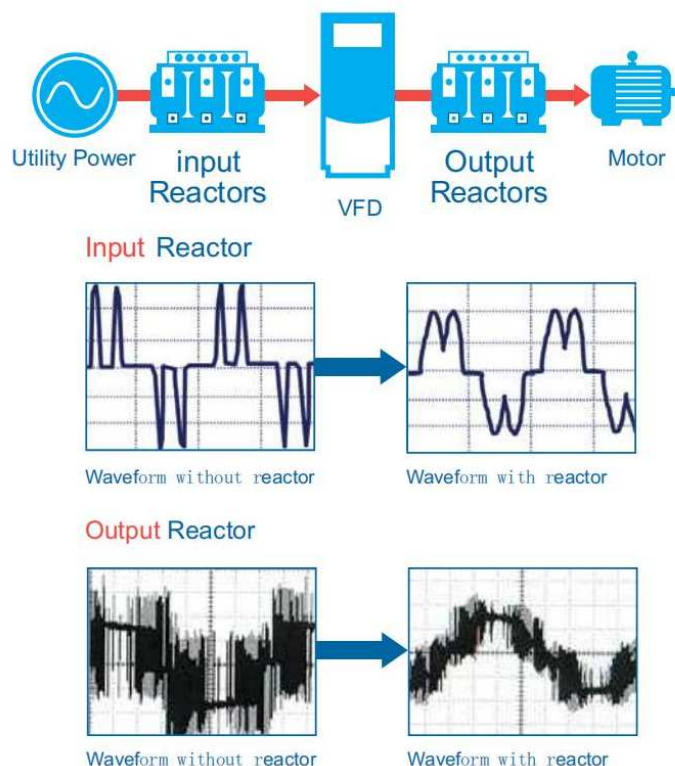 Utility Power
input
Reactors
VFD
Output
Reactors
Motor
Input Reactor
Waveform without reactor
Waveform with reactor
Output Reactor
Waveform without reactor
Waveform with reactor